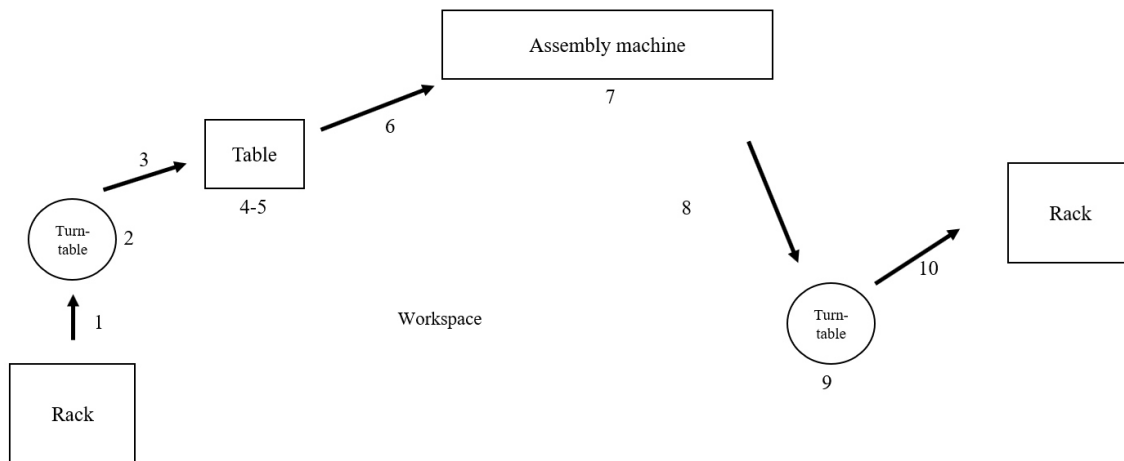 Assembly machine
7
6
3
Table
4-5
Turn-
table
2
1
Rack
Workspace
8
Rack
10
Turn-
table
9